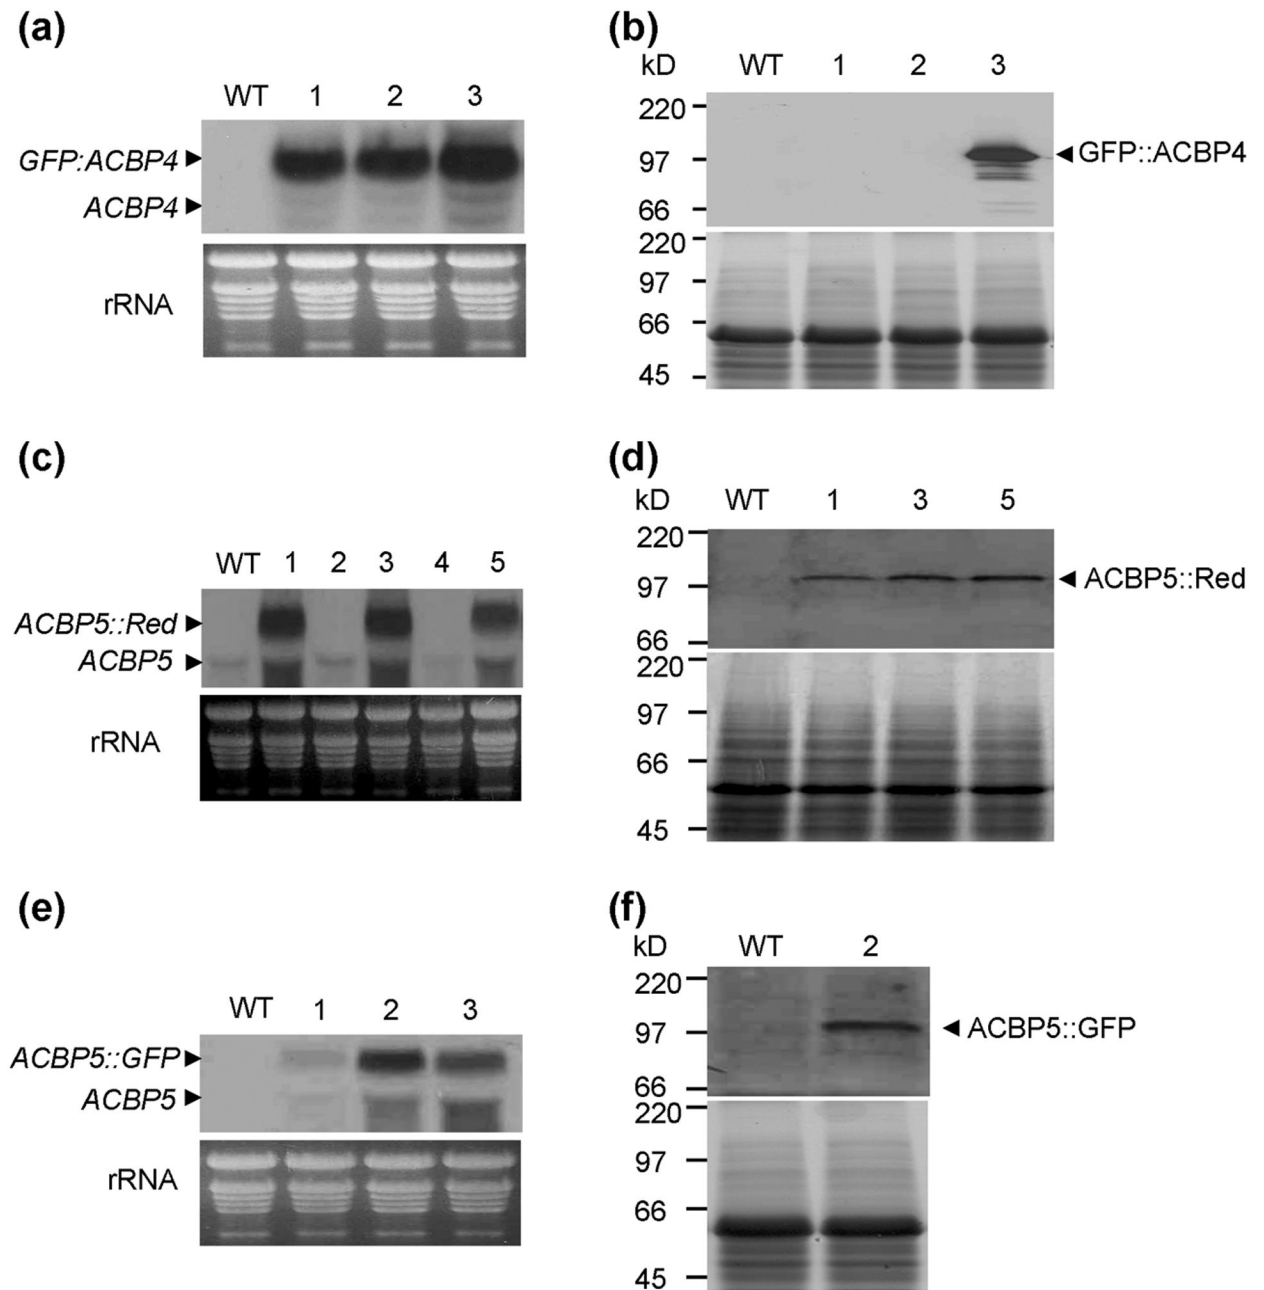 (a)
WT 1 2 3
GFP:ACBP4
ACBP4
rRNA
(b)
kD WT 1 2 3
220
97
66
GFP::ACBP4
220
97
66
45
(c)
WT 1 2 3 4 5
ACBP5::Red
ACBP5
rRNA
(d)
kD WT 1 3 5
220
97
66
ACBP5::Red
220
97
66
45
(e)
WT 1 2 3
ACBP5::GFP
ACBP5
rRNA
(f)
kD WT 2
220
97
66
ACBP5::GFP
220
97
66
45